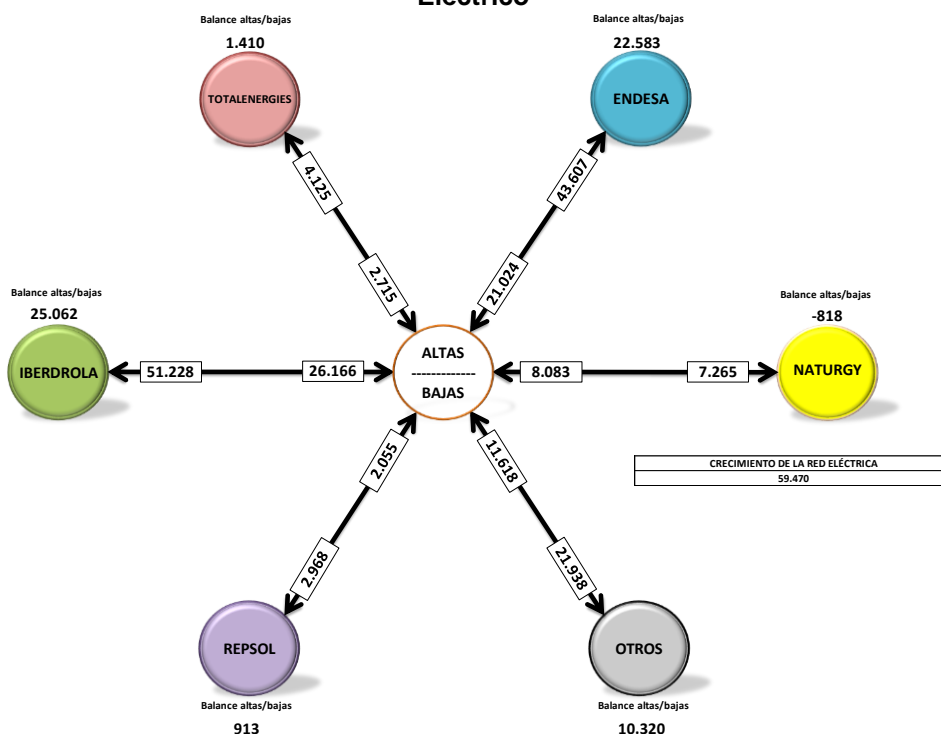 Eléctrico
Balance altas/bajas
1.410
TOTALENERGIES
Balance altas/bajas
22.583
ENDESA
4.125
43.607
2.715
21.024
Balance altas/bajas
25.062
IBERDROLA
51.228
26.166
ALTAS
--------------
BAJAS
8.083
7.265
Balance altas/bajas
-818
NATURGY
2.055
11.618
CRECIMIENTO DE LA RED ELÉCTRICA
59.470
2.968
21.938
REPSOL
Balance altas/bajas
913
OTROS
Balance altas/bajas
10.320